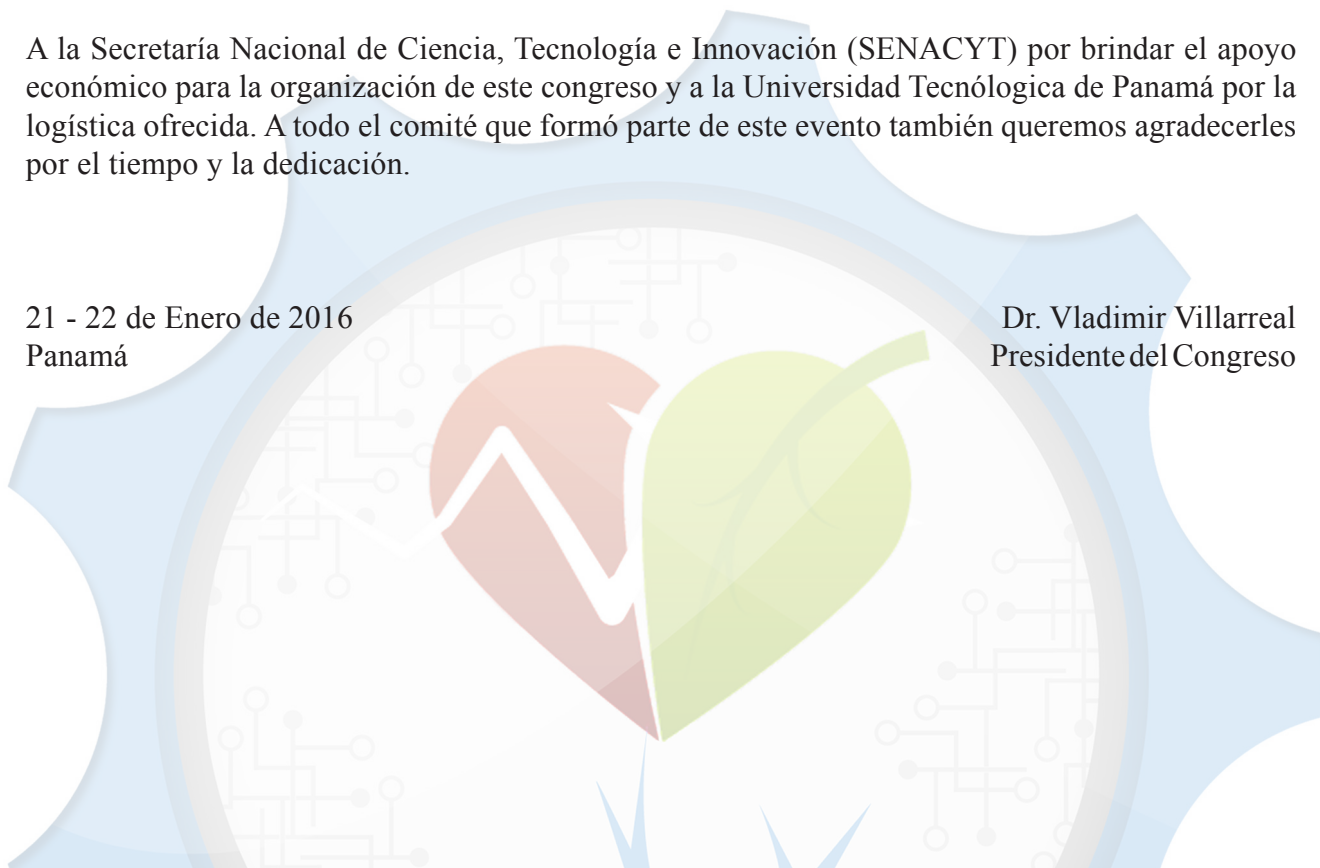 A la Secretaría Nacional de Ciencia, Tecnología e Innovación (SENACYT) por brindar el apoyo
económico para la organización de este congreso y a la Universidad Tecnólogica de Panamá por la
logística ofrecida. A todo el comité que formó parte de este evento también queremos agradecerles
por el tiempo y la dedicación.
21 - 22 de Enero de 2016
Panamá
Dr. Vladimir Villarreal
Presidente del Congreso